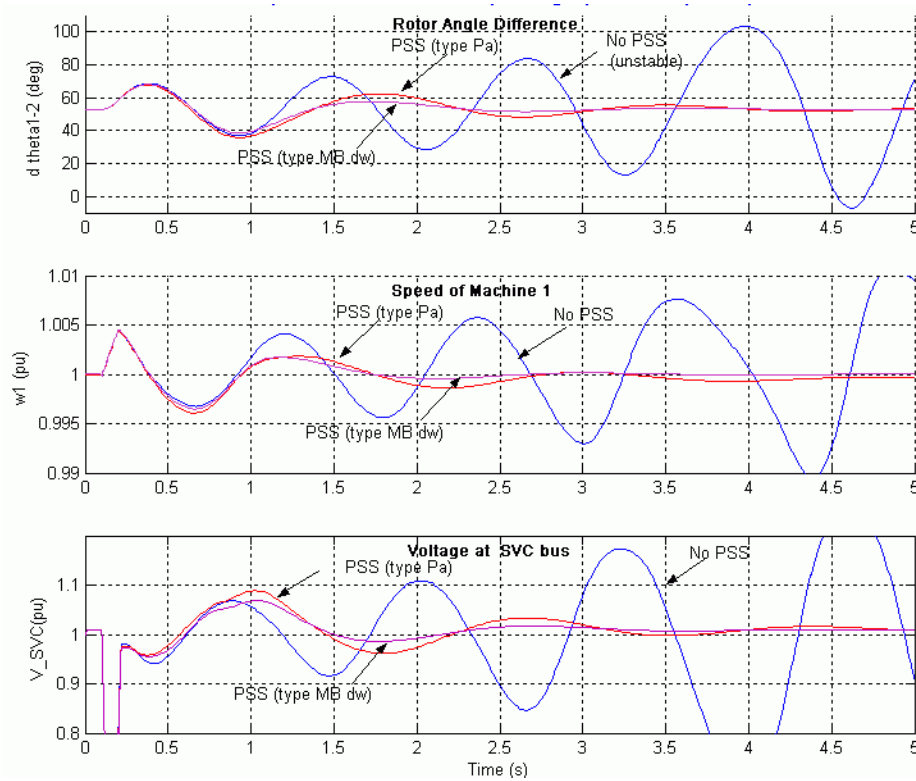 Rotor Angle Difference
PSS (type Pa)
No PSS
(unstable)
PSS (type MB dw)
d theta1-2 (deg)
100
80
60
40
20
0
0 0.5 1 1.5 2 2.5 3 3.5 4 4.5 5
Speed of Machine 1
PSS (type Pa)
No PSS
PSS (type MB dw)
w1 (pu)
1.01
1.005
1
0.995
0.99
0 0.5 1 1.5 2 2.5 3 3.5 4 4.5 5
Voltage at SVC bus
PSS (type Pa)
No PSS
PSS (type MB dw)
V_SVC(pu)
1.1
1
0.9
0.8
0 0.5 1 1.5 2 2.5 3 3.5 4 4.5 5
Time (s)